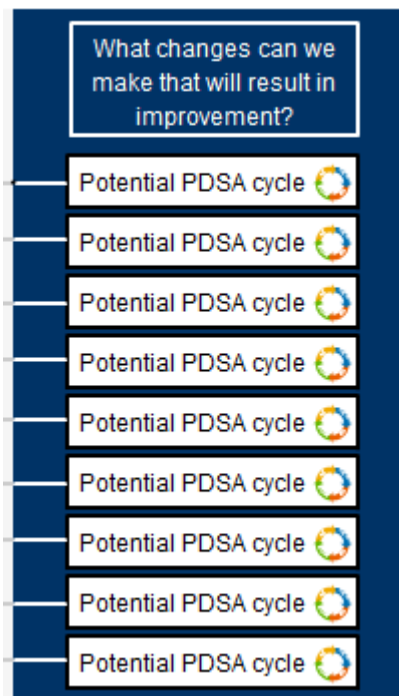 What changes can we
make that will result in
improvement?
Potential PDSA cycle
Potential PDSA cycle
Potential PDSA cycle
Potential PDSA cycle
Potential PDSA cycle
Potential PDSA cycle
Potential PDSA cycle
Potential PDSA cycle
Potential PDSA cycle